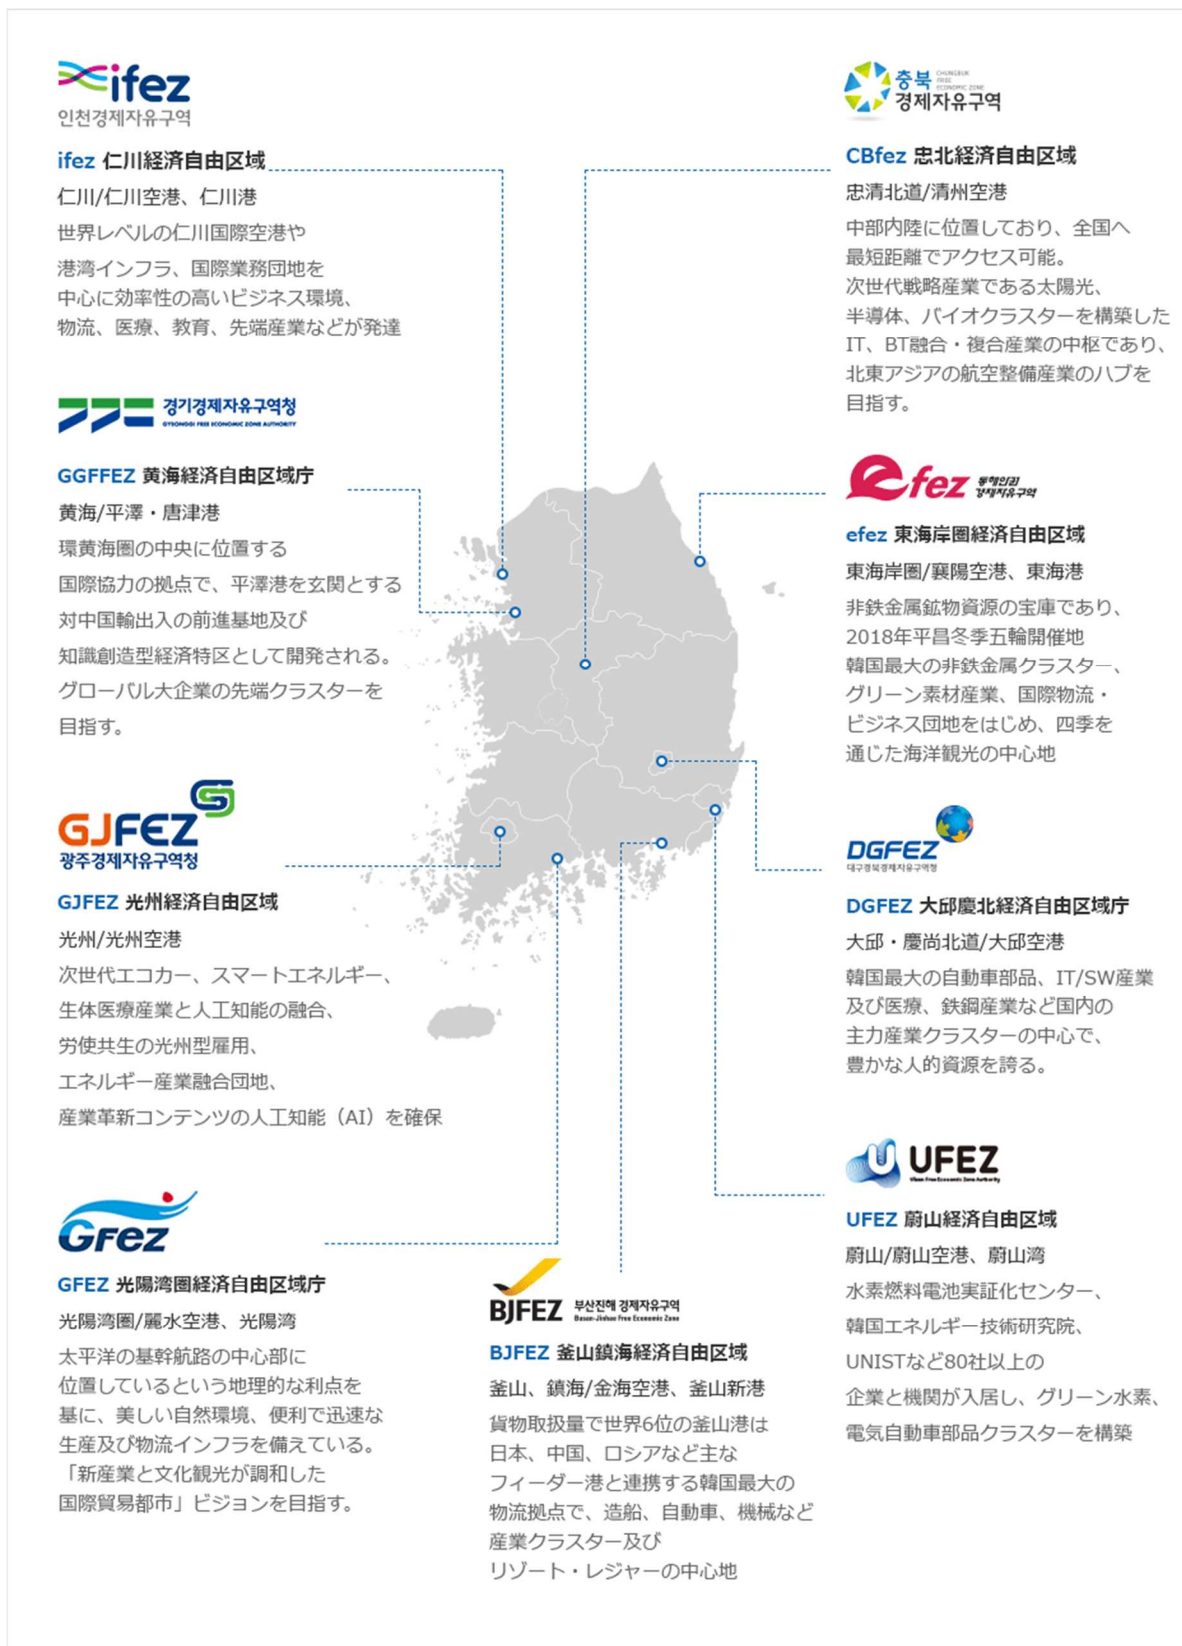 ifez
인천경제자유구역
ifez 仁川経済自由区域
仁川/仁川空港、仁川港
世界レベルの仁川国際空港や
港湾インフラ、国際業務団地を
中心に効率性の高いビジネス環境、
物流、医療、教育、先端産業などが発達
경기경제자유구역청
GYEONGGI FREE ECONOMIC ZONE AUTHORITY
GGFFEZ 黄海経済自由区域庁
黄海/平澤・唐津港
環黄海圏の中央に位置する
国際協力の拠点で、平澤港を玄関とする
対中国輸出入の前進基地及び
知識創造型経済特区として開発される。
グローバル大企業の先端クラスターを
目指す。
GJFEZ
광주경제자유구역청
GJFEZ 光州経済自由区域
光州/光州空港
次世代エコカー、スマートエネルギー、
生体医療産業と人工知能の融合、
労使共生の光州型雇用、
エネルギー産業融合団地、
産業革新コンテンツの人工知能（AI）を確保
GFEZ
GFEZ 光陽湾圏経済自由区域庁
光陽湾圏/麗水空港、光陽湾
太平洋の基幹航路の中心部に
位置しているという地理的な利点を
基に、美しい自然環境、便利で迅速な
生産及び物流インフラを備えている。
「新産業と文化観光が調和した
国際貿易都市」ビジョンを目指す。
BJFEZ 부산진해 경제자유구역
Busan-Jinhae Free Economic Zone
BJFEZ 釜山鎮海経済自由区域
釜山、鎮海/金海空港、釜山新港
貨物取扱量で世界6位の釜山港は
日本、中国、ロシアなど主な
フィーダー港と連携する韓国最大の
物流拠点で、造船、自動車、機械など
産業クラスター及び
リゾート・レジャーの中心地
충북 CHUNGBUK
FREE
ECONOMIC ZONE
경제자유구역
CBfez 忠北経済自由区域
忠清北道/清州空港
中部内陸に位置しており、全国へ
最短距離でアクセス可能。
次世代戦略産業である太陽光、
半導体、バイオクラスターを構築した
IT、BT融合・複合産業の中枢であり、
北東アジアの航空整備産業のハブを
目指す。
efez 동해안권
경제자유구역
efez 東海岸圏経済自由区域
東海岸圏/襄陽空港、東海港
非鉄金属鉱物資源の宝庫であり、
2018年平昌冬季五輪開催地
韓国最大の非鉄金属クラスター、
グリーン素材産業、国際物流・
ビジネス団地をはじめ、四季を
通じた海洋観光の中心地
DGFEZ
대구경북경제자유구역청
DGFEZ 大邱慶北経済自由区域庁
大邱・慶尚北道/大邱空港
韓国最大の自動車部品、IT/SW産業
及び医療、鉄鋼産業など国内の
主力産業クラスターの中心で、
豊かな人的資源を誇る。
U UFEZ
Ulsan Free Economic Zone Authority
UFEZ 蔚山経済自由区域
蔚山/蔚山空港、蔚山湾
水素燃料電池実証化センター、
韓国エネルギー技術研究院、
UNISTなど80社以上の
企業と機関が入居し、グリーン水素、
電気自動車部品クラスターを構築